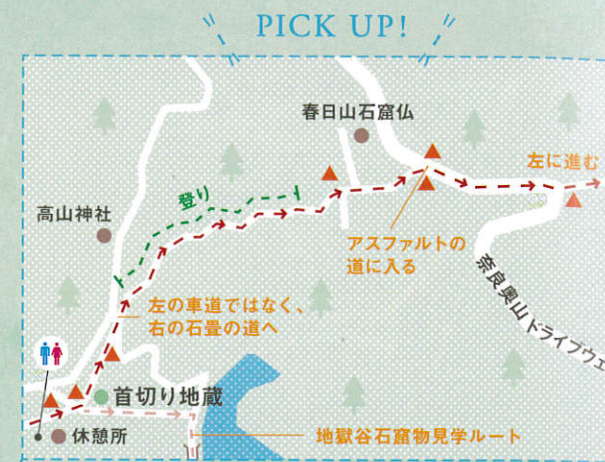 PICK UP!
春日山石窟仏
左に進む
登り
高山神社
アスファルトの
道に入る
奈良奥山ドライブウェ
左の車道ではなく、
右の石畳の道へ
首切り地蔵
休憩所
地獄谷石窟物見学ルート